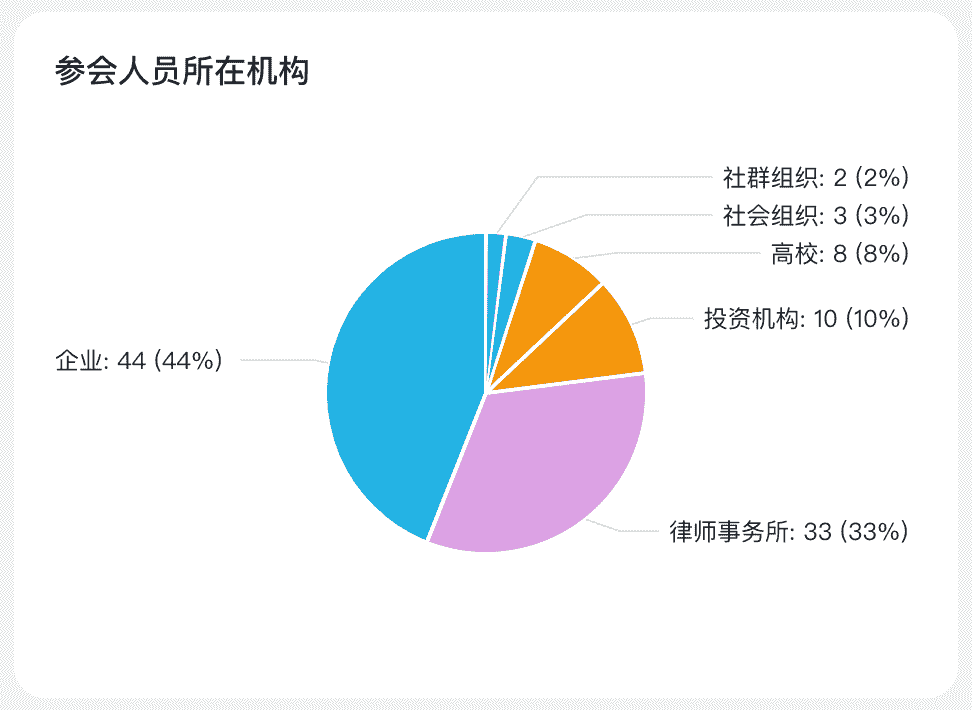 参会人员所在机构
社群组织: 2 (2%)
社会组织: 3 (3%)
高校: 8 (8%)
投资机构: 10 (10%)
企业: 44 (44%)
律师事务所: 33 (33%)